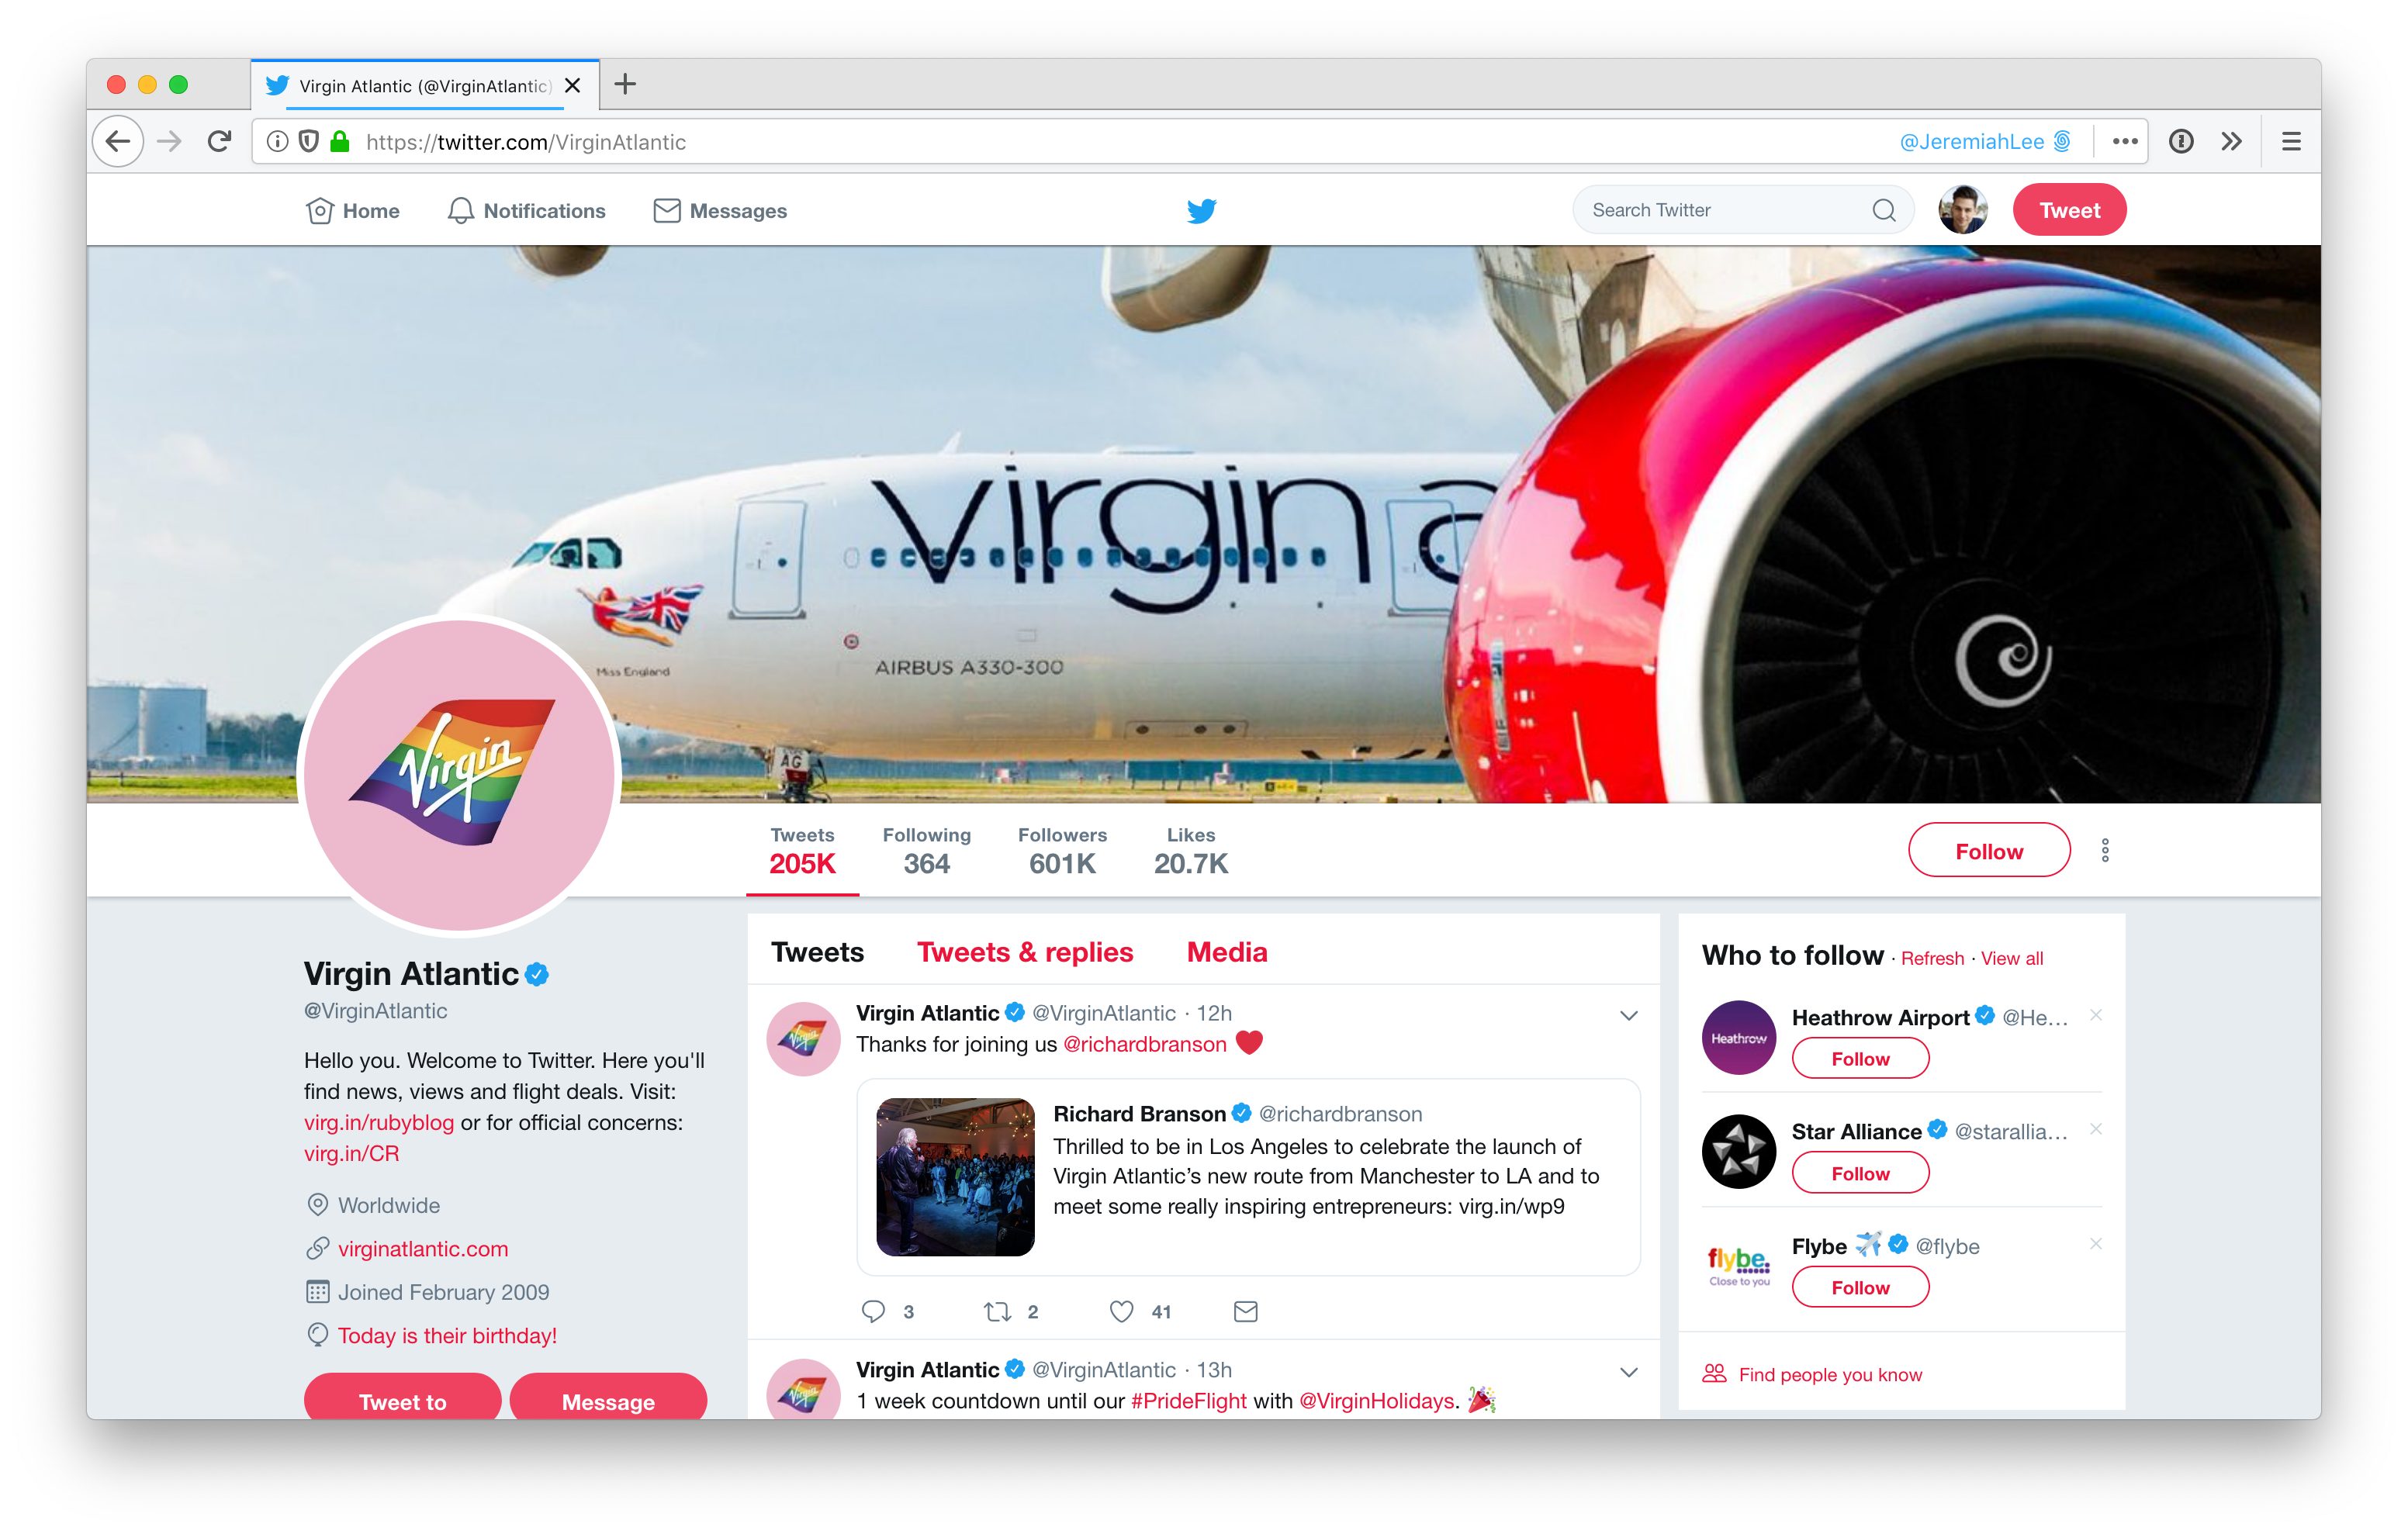 Virgin Atlantic (@VirginAtlantic)
https://twitter.com/VirginAtlantic
@JeremiahLee
Home
Notifications
Messages
Search Twitter
Tweet
virgin a
Miss England
AIRBUS A330-300
AG
Virgin
Tweets
205K
Following
364
Followers
601K
Likes
20.7K
Follow
Virgin Atlantic
@VirginAtlantic
Hello you. Welcome to Twitter. Here you'll
find news, views and flight deals. Visit:
virg.in/rubyblog or for official concerns:
virg.in/CR
Worldwide
virginatlantic.com
Joined February 2009
Today is their birthday!
Tweet to
Message
Tweets
Tweets & replies
Media
Virgin
Virgin Atlantic @VirginAtlantic · 12h
Thanks for joining us @richardbranson ❤️
Richard Branson @richardbranson
Thrilled to be in Los Angeles to celebrate the launch of
Virgin Atlantic’s new route from Manchester to LA and to
meet some really inspiring entrepreneurs: virg.in/wp9
3
2
41
Virgin
Virgin Atlantic @VirginAtlantic · 13h
1 week countdown until our #PrideFlight with @VirginHolidays. 🎉
Who to follow · Refresh · View all
Heathrow
Heathrow Airport @He...
Follow
Star Alliance @starallia...
Follow
flybe.
Close to you
Flybe ✈️ @flybe
Follow
Find people you know